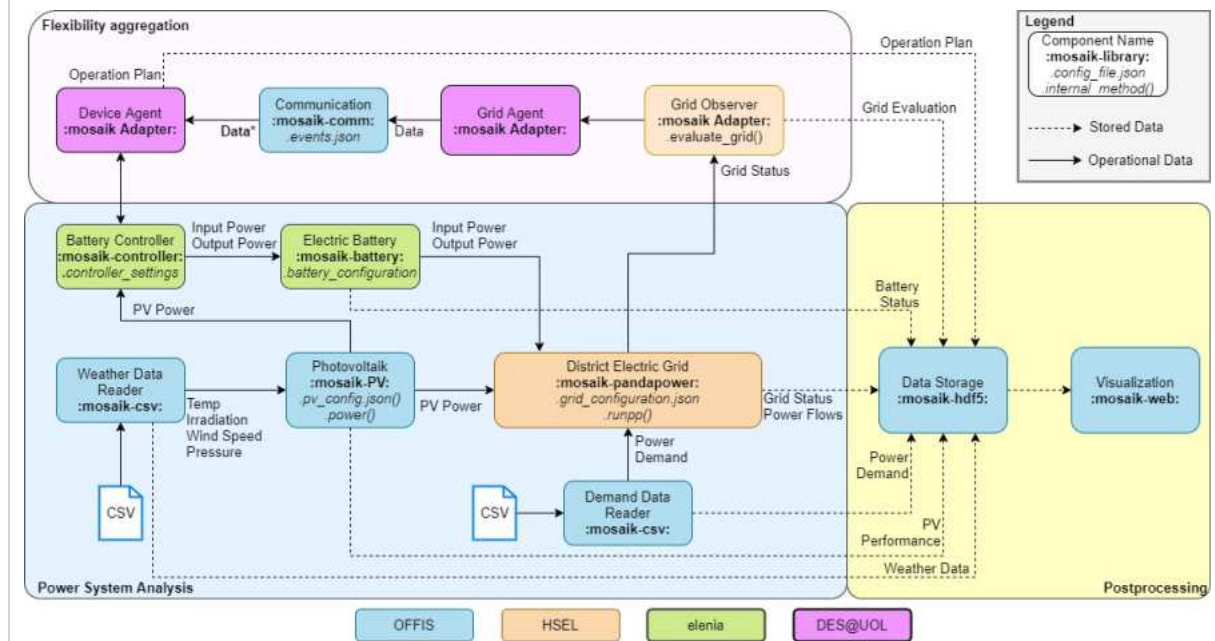 Flexibility aggregation
Operation Plan
Legend
Component Name
:mosaik-library:
.config_file.json
.internal_method()
Stored Data
Operational Data
Operation Plan
Device Agent
:mosaik Adapter:
Data*
Communication
:mosaik-comm:
.events.json
Data
Grid Agent
:mosaik Adapter:
Grid Observer
:mosaik Adapter:
.evaluate_grid()
Grid Evaluation
Grid Status
Battery Controller
:mosaik-controller:
.controller_settings
Input Power
Output Power
Electric Battery
:mosaik-battery:
.battery_configuration
Input Power
Output Power
Battery
Status
PV Power
Weather Data
Reader
:mosaik-csv:
Temp
Irradiation
Wind Speed
Pressure
Photovoltaik
:mosaik-PV:
.pv_config.json()
.power()
PV Power
District Electric Grid
:mosaik-pandapower:
.grid_configuration.json
.runpp()
Grid Status
Power Flows
Data Storage
:mosaik-hdf5:
Visualization
:mosaik-web:
Power
Demand
Power
Demand
CSV
CSV
Demand Data
Reader
:mosaik-csv:
PV
Performance
Weather Data
Power System Analysis
Postprocessing
OFFIS
HSEL
elenia
DES@UOL